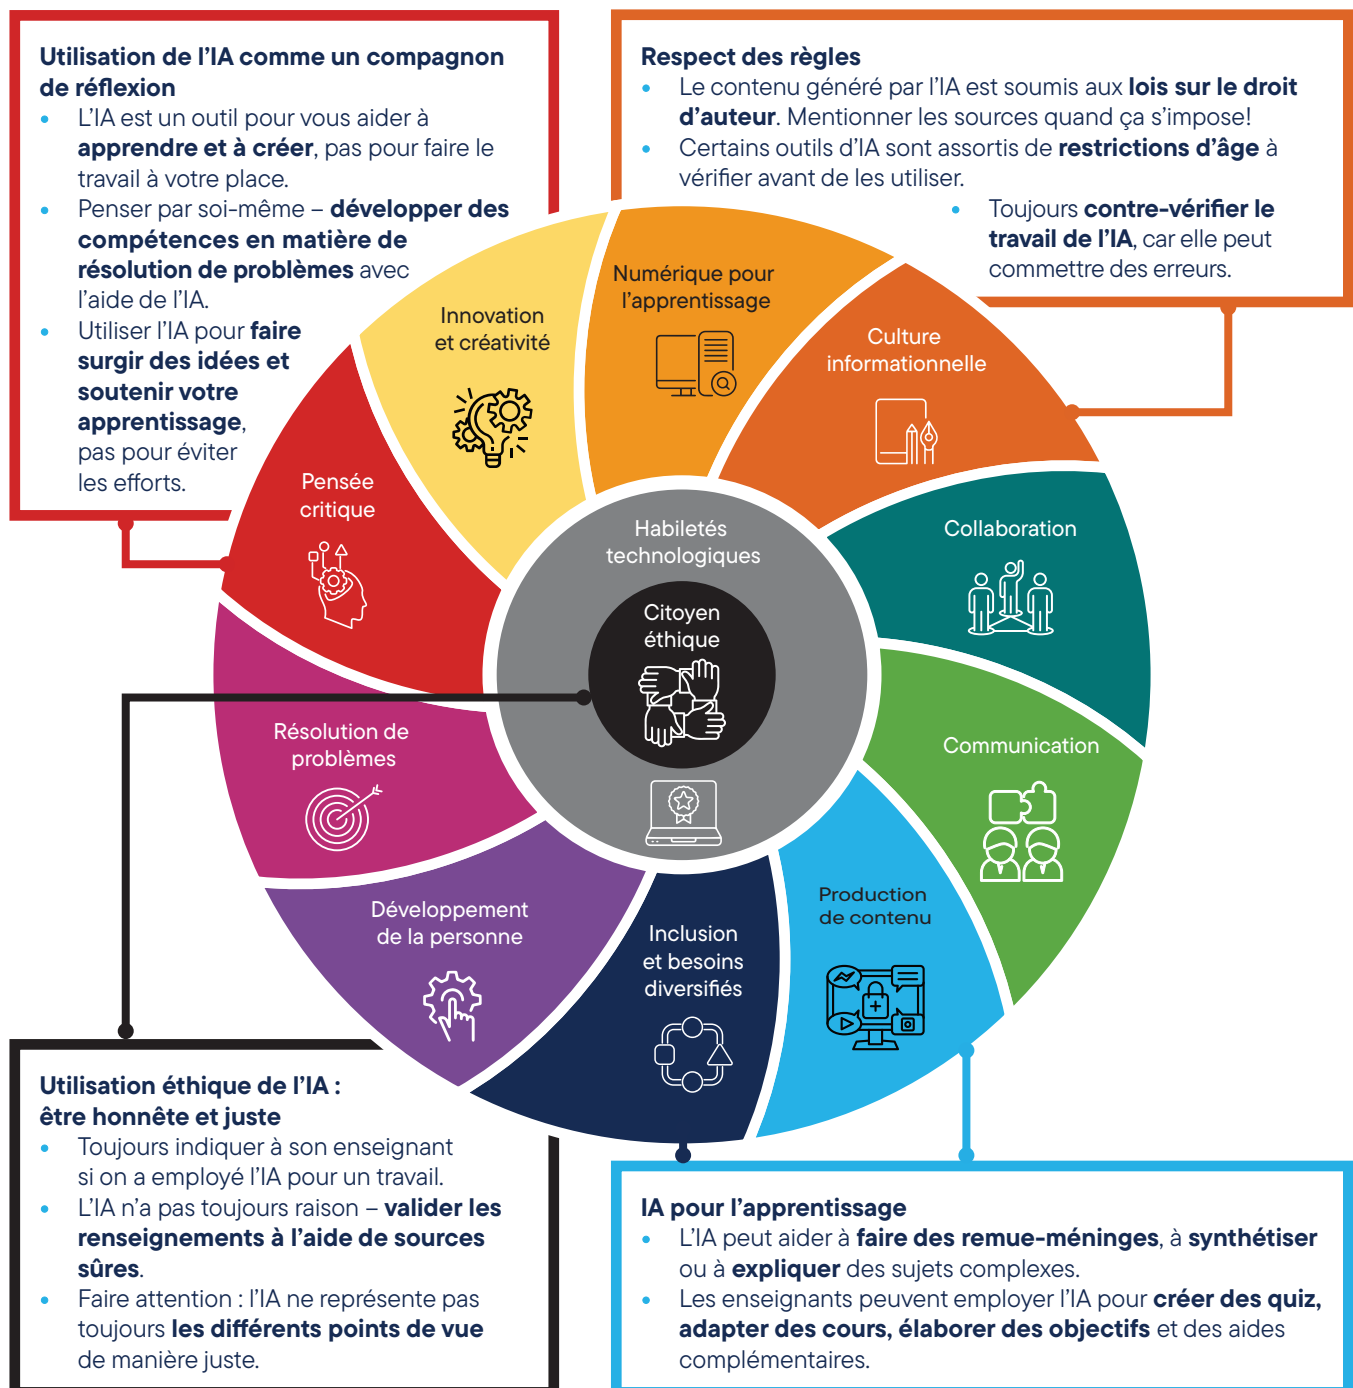 Utilisation de l’IA comme un compagnon
de réflexion
• L’IA est un outil pour vous aider à
apprendre et à créer, pas pour faire le
travail à votre place.
• Penser par soi-même – développer des
compétences en matière de
résolution de problèmes avec
l’aide de l’IA.
• Utiliser l’IA pour faire
surgir des idées et
soutenir votre
apprentissage,
pas pour éviter
les efforts.
Respect des règles
• Le contenu généré par l’IA est soumis aux lois sur le droit
d’auteur. Mentionner les sources quand ça s’impose!
• Certains outils d’IA sont assortis de restrictions d’âge à
vérifier avant de les utiliser.
• Toujours contre-vérifier le
travail de l’IA, car elle peut
commettre des erreurs.
Numérique pour
l’apprentissage
Innovation
et créativité
Culture
informationnelle
Pensée
critique
Habiletés
technologiques
Collaboration
Citoyen
éthique
Résolution de
problèmes
Communication
Développement
de la personne
Inclusion
et besoins
diversifiés
Production
de contenu
Utilisation éthique de l’IA :
être honnête et juste
• Toujours indiquer à son enseignant
si on a employé l’IA pour un travail.
• L’IA n’a pas toujours raison – valider les
renseignements à l’aide de sources
sûres.
• Faire attention : l’IA ne représente pas
toujours les différents points de vue
de manière juste.
IA pour l’apprentissage
• L’IA peut aider à faire des remue-méninges, à synthétiser
ou à expliquer des sujets complexes.
• Les enseignants peuvent employer l’IA pour créer des quiz,
adapter des cours, élaborer des objectifs et des aides
complémentaires.